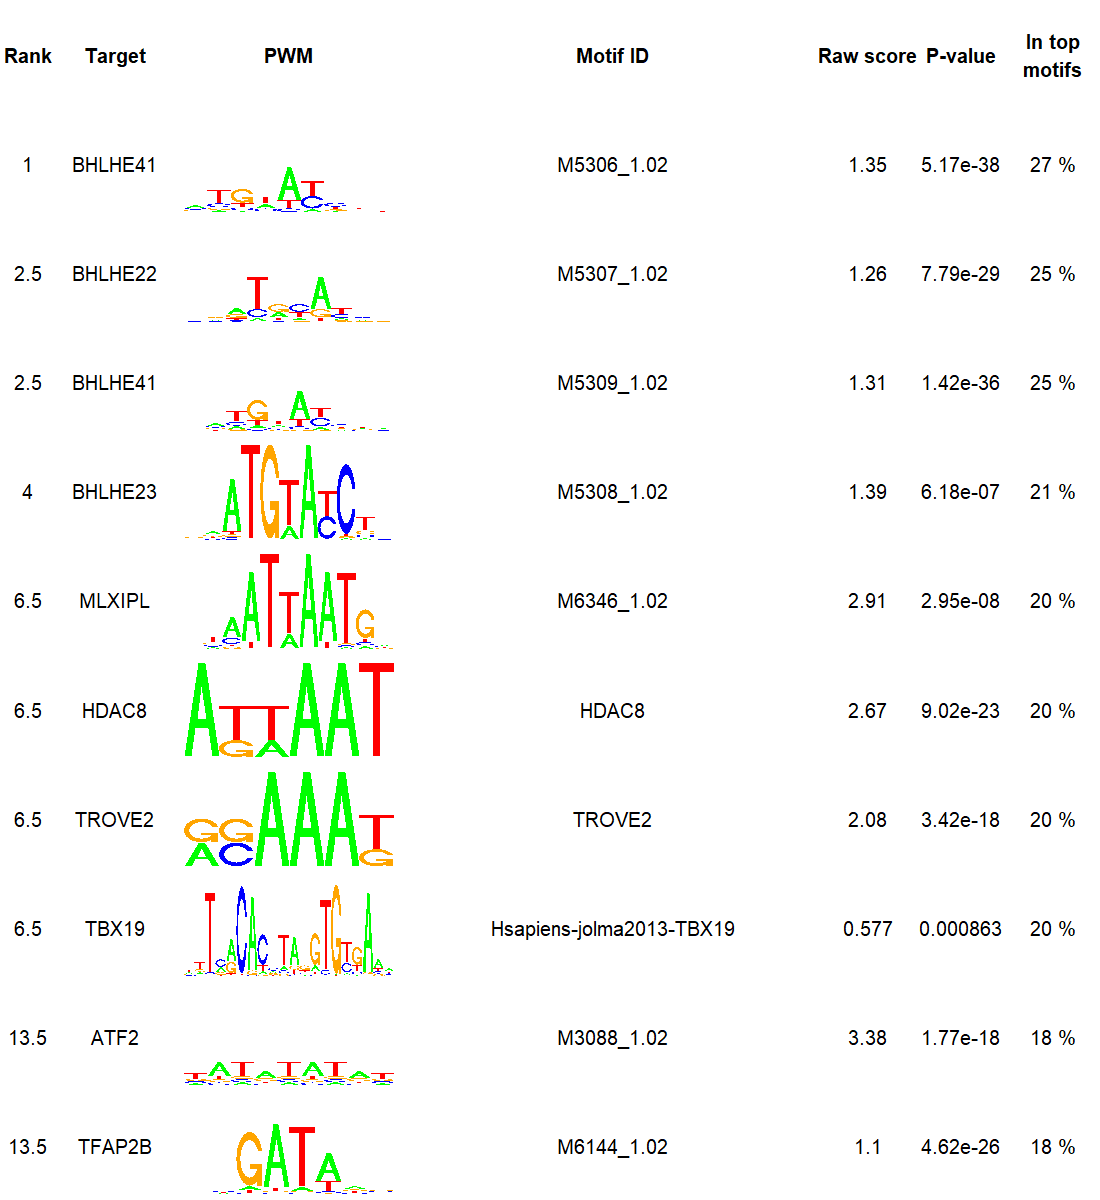 Rank Target PWM Motif ID Raw score P-value In top motifs
1 BHLHE41 M5306_1.02 1.35 5.17e-38 27 %
2.5 BHLHE22 M5307_1.02 1.26 7.79e-29 25 %
2.5 BHLHE41 M5309_1.02 1.31 1.42e-36 25 %
4 BHLHE23 M5308_1.02 1.39 6.18e-07 21 %
6.5 MLXIPL M6346_1.02 2.91 2.95e-08 20 %
6.5 HDAC8 HDAC8 2.67 9.02e-23 20 %
6.5 TROVE2 TROVE2 2.08 3.42e-18 20 %
6.5 TBX19 Hsapiens-jolma2013-TBX19 0.577 0.000863 20 %
13.5 ATF2 M3088_1.02 3.38 1.77e-18 18 %
13.5 TFAP2B M6144_1.02 1.1 4.62e-26 18 %